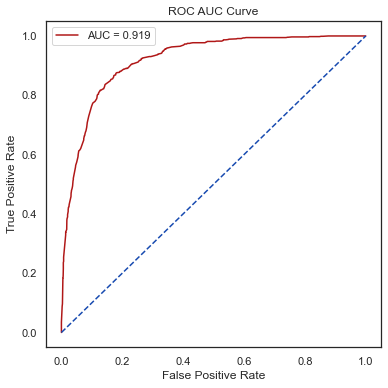 ROC AUC Curve
AUC = 0.919
True Positive Rate
1.0
0.8
0.6
0.4
0.2
0.0
0.0 0.2 0.4 0.6 0.8 1.0
False Positive Rate